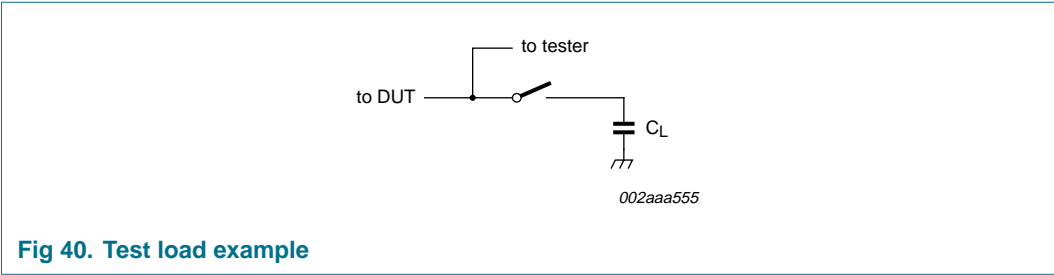 to tester
to DUT
CL
002aaa555
Fig 40. Test load example